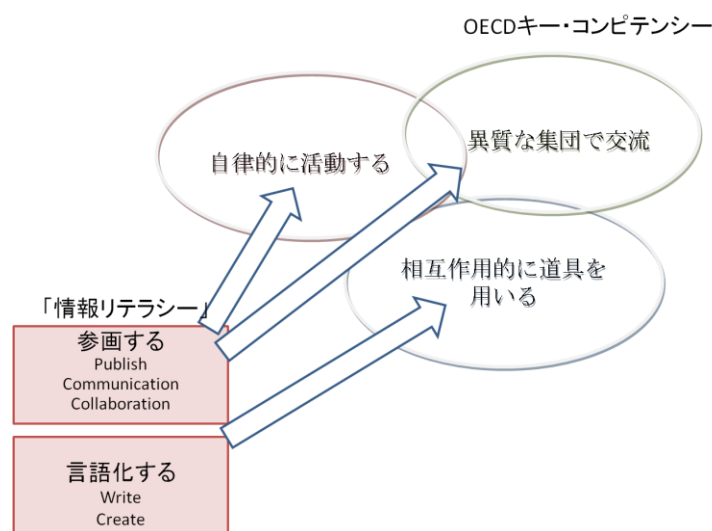 OECDキー・コンピテンシー
異質な集団で交流
自律的に活動する
相互作用的に道具を
用いる
「情報リテラシー」
参画する
Publish
Communication
Collaboration
言語化する
Write
Create